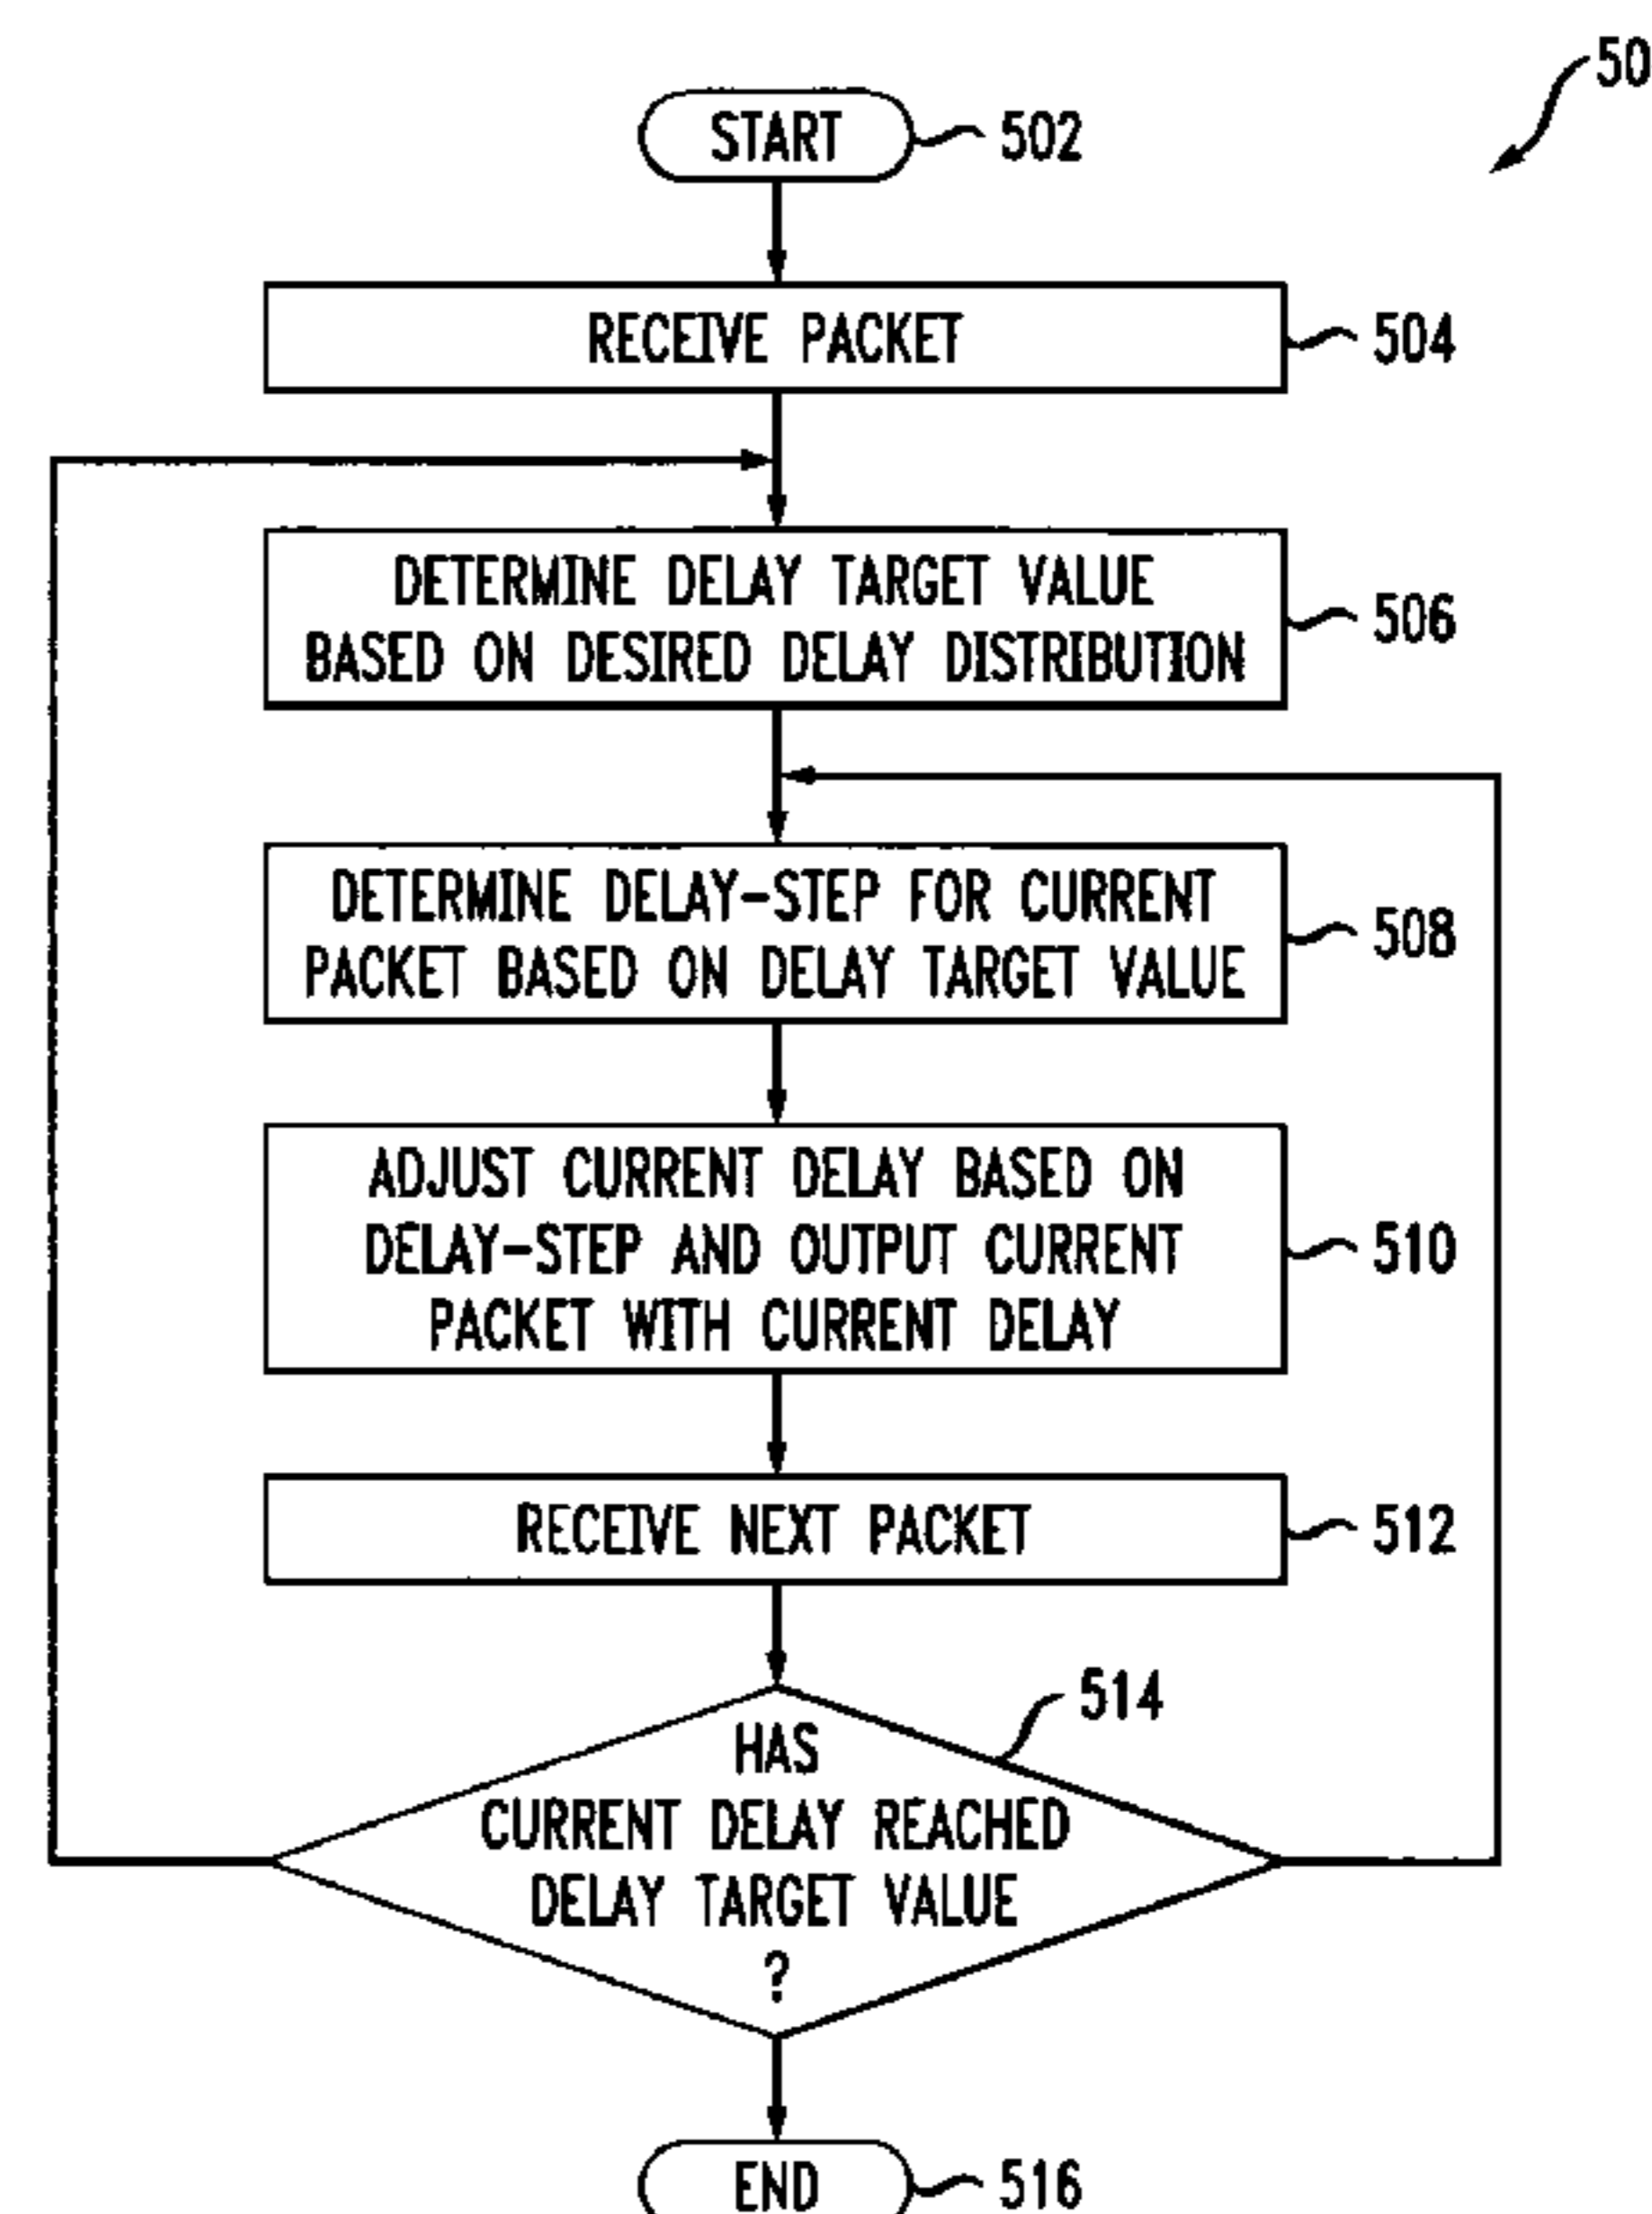 50
START
502
RECEIVE PACKET
504
DETERMINE DELAY TARGET VALUE
BASED ON DESIRED DELAY DISTRIBUTION
506
DETERMINE DELAY-STEP FOR CURRENT
PACKET BASED ON DELAY TARGET VALUE
508
ADJUST CURRENT DELAY BASED ON
DELAY-STEP AND OUTPUT CURRENT
PACKET WITH CURRENT DELAY
510
RECEIVE NEXT PACKET
512
514
HAS
CURRENT DELAY REACHED
DELAY TARGET VALUE
?
END
516